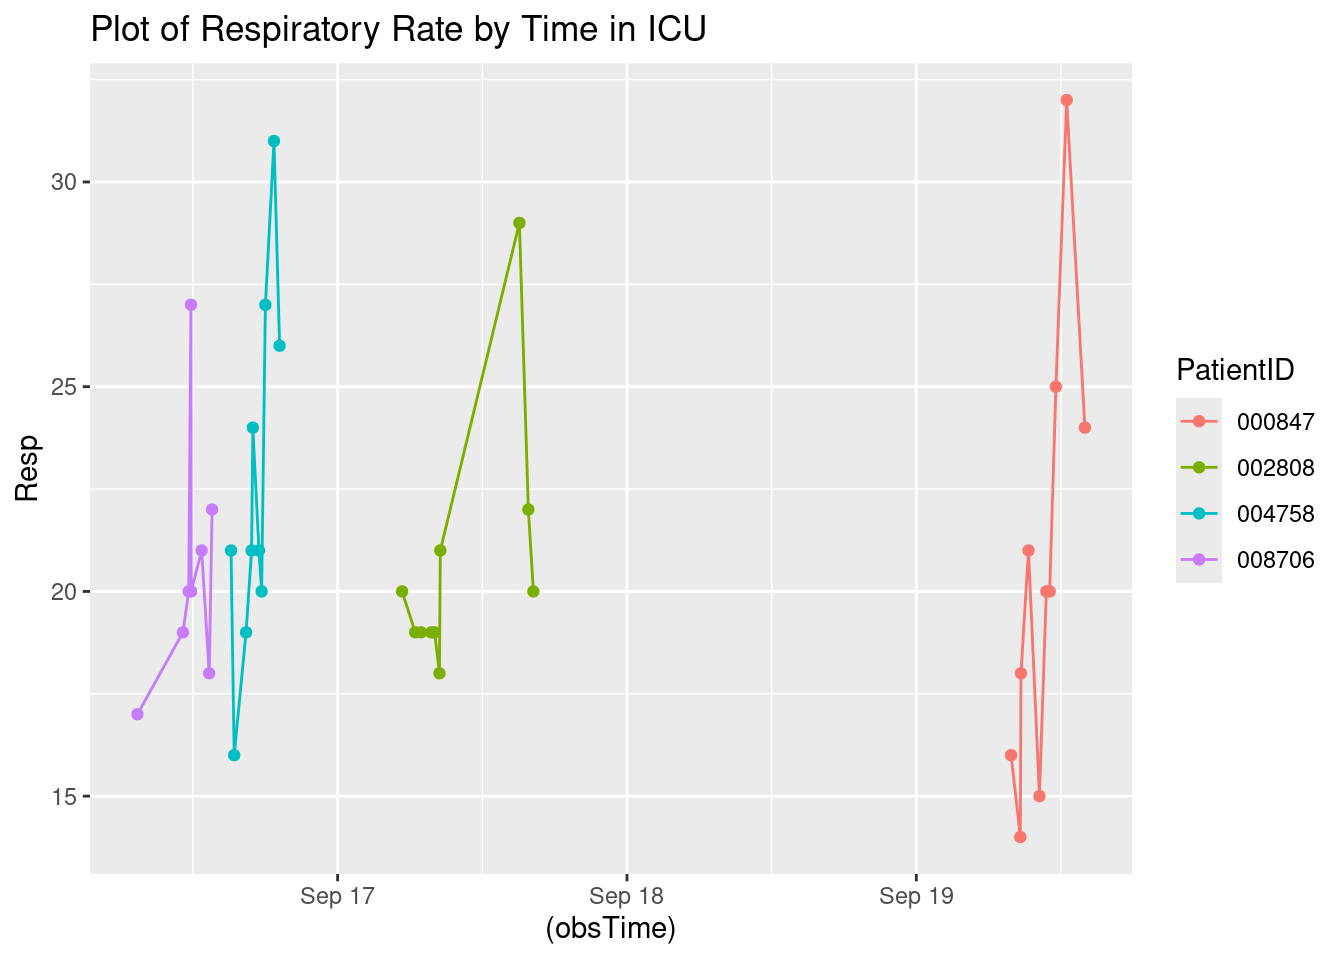 Plot of Respiratory Rate by Time in ICU
30
25
20
15
Resp
Sep 17
Sep 18
Sep 19
(obsTime)
PatientID
000847
002808
004758
008706